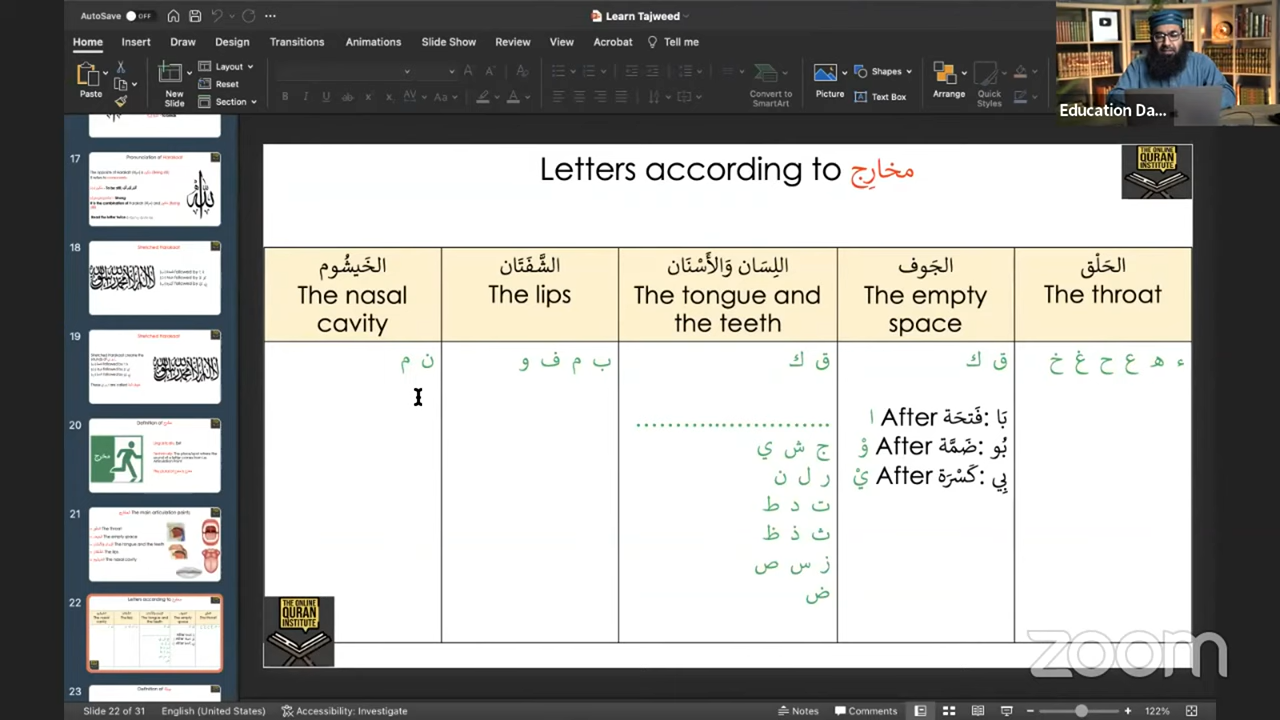 AutoSave OFF
Learn Tajweed
Home Insert Draw Design Transitions Animations Slide Show Review View Acrobat Tell me
Paste
New Slide
Layout
Reset
Section
Convert to SmartArt
Picture
Shapes
Text Box
Arrange
Quick Styles
Education Da...
17
18
19
20
21
22
23
Letters according to مخارِج
THE ONLINE QURAN INSTITUTE
الحَلْق
The throat
ء ه ع ح غ خ
الجَوف
The empty space
ق ك
بَا :فَتحَة After ا
بُو :ضَمَّة After وْ
بِي :كَسْرَة After يْ
اللِسَان وَالأَسْنَان
The tongue and the teeth
ق ك
........................
ج ش ي
ر ل ن
ت د ط
ث ذ ظ
ز س ص
ض
الشَّفَتَان
The lips
ب م ف و
الخَيشُوم
The nasal cavity
ن م
THE ONLINE QURAN INSTITUTE
zoom
Slide 22 of 31 English (United States) Accessibility: Investigate Notes Comments 122%